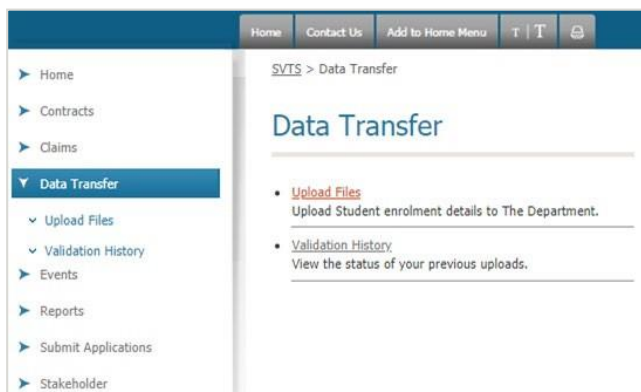 Home Contact Us Add to Home Menu T | T
Home
Contracts
Claims
Data Transfer
Upload Files
Validation History
Events
Reports
Submit Applications
Stakeholder
SVTS > Data Transfer
Data Transfer
Upload Files
Upload Student enrolment details to The Department.
Validation History
View the status of your previous uploads.